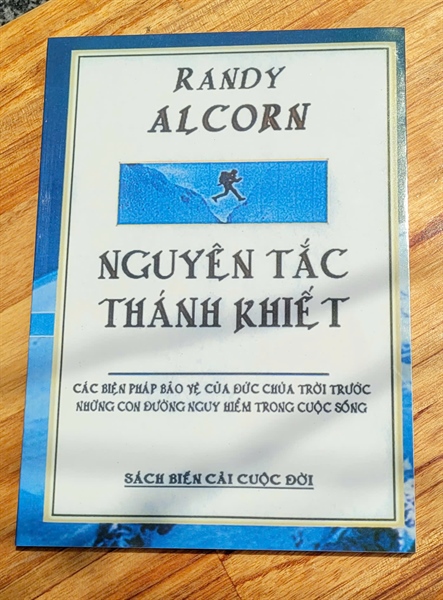 RANDY
ALCORN
NGUYÊN TẮC
THÁNH KHIẾT
CÁC BIỆN PHÁP BẢO VỆ CỦA ĐỨC CHÚA TRỜI TRƯỚC
NHỮNG CON ĐƯỜNG NGUY HIỂM TRONG CUỘC SỐNG
SÁCH BIẾN CẢI CUỘC ĐỜI